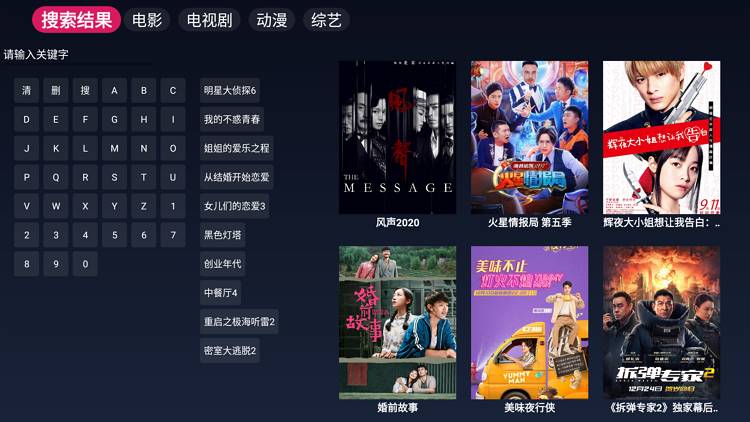 搜索结果 电影 电视剧 动漫 综艺
请输入关键字
清 删 搜 A B C
D E F G H I
J K L M N O
P Q R S T U
V W X Y Z 1
2 3 4 5 6 7
8 9 0
明星大侦探6
我的不惑青春
姐姐的爱乐之程
从结婚开始恋爱
女儿们的恋爱3
黑色灯塔
创业年代
中餐厅4
重启之极海听雷2
密室大逃脱2
风声
THE
MESSAGE
风声2020
火星情报局
火星情报局 第五季
辉夜大小姐想让我告白
9.11
辉夜大小姐想让我告白：..
婚前故事
婚前故事
美味不止
YUMMY
MAN
美味夜行侠
拆弹专家2
12月24日
《拆弹专家2》独家幕后..